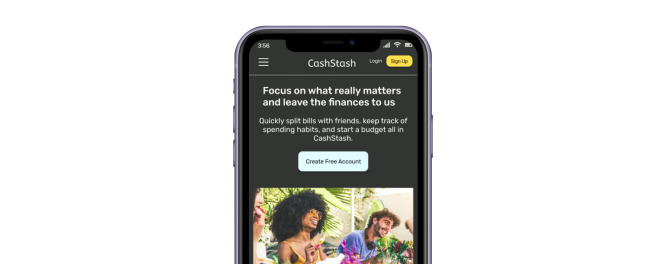 3:56
CashStash
Login
Sign Up
Focus on what really matters
and leave the finances to us
Quickly split bills with friends, keep track of
spending habits, and start a budget all in
CashStash.
Create Free Account